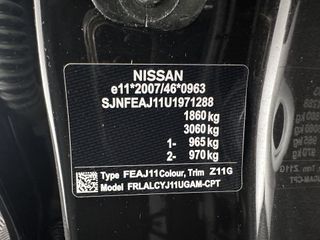 NISSAN
e11*2007/46*0963
SJNFEAJ11U1971288
1860 kg
3060 kg
1- 965 kg
2- 970 kg
Type FEAJ11 Colour, Trim Z11G
Model FRLALCYJ11UGAM-CPT